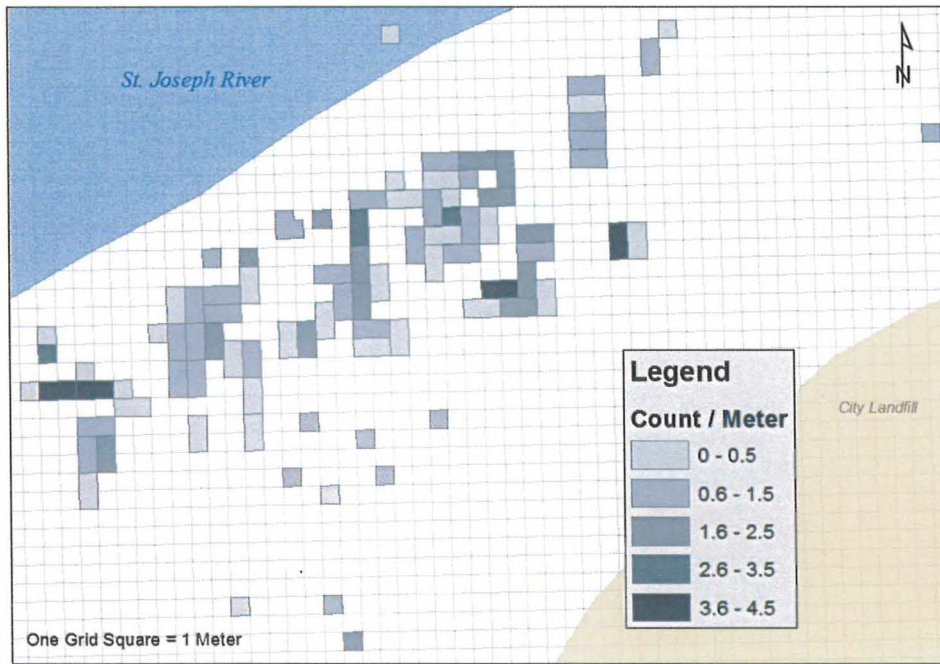 St. Joseph River
N
Legend
Count / Meter
0 - 0.5
0.6 - 1.5
1.6 - 2.5
2.6 - 3.5
3.6 - 4.5
City Landfill
One Grid Square = 1 Meter